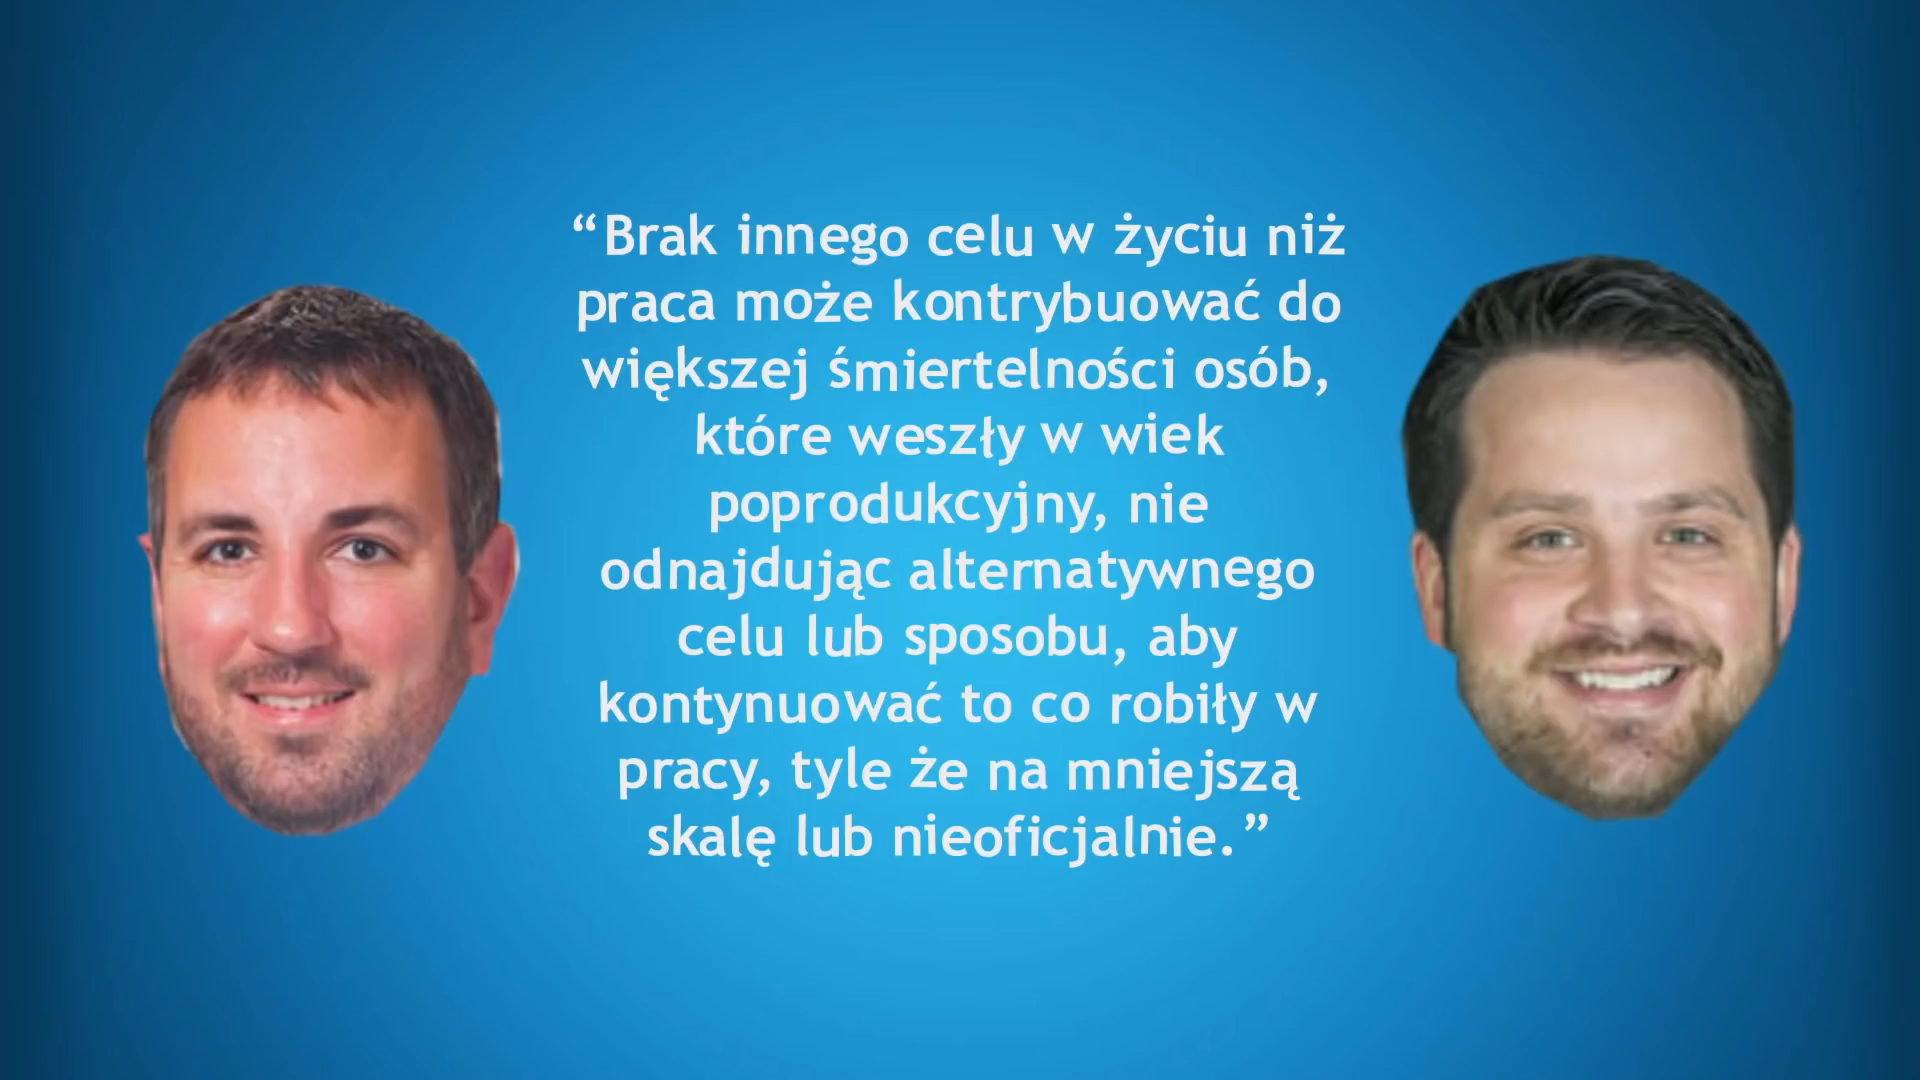 “Brak innego celu w życiu niż
praca może kontrybuować do
większej śmiertelności osób,
które weszły w wiek
poprodukcyjny, nie
odnajdując alternatywnego
celu lub sposobu, aby
kontynuować to co robiły w
pracy, tyle że na mniejszą
skalę lub nieoficjalnie.”